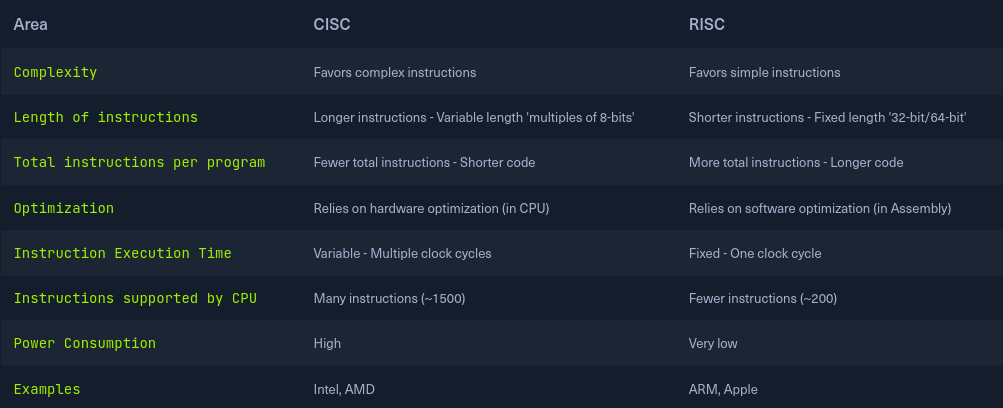 Area CISC RISC
Complexity Favors complex instructions Favors simple instructions
Length of instructions Longer instructions - Variable length 'multiples of 8-bits' Shorter instructions - Fixed length '32-bit/64-bit'
Total instructions per program Fewer total instructions - Shorter code More total instructions - Longer code
Optimization Relies on hardware optimization (in CPU) Relies on software optimization (in Assembly)
Instruction Execution Time Variable - Multiple clock cycles Fixed - One clock cycle
Instructions supported by CPU Many instructions (~1500) Fewer instructions (~200)
Power Consumption High Very low
Examples Intel, AMD ARM, Apple